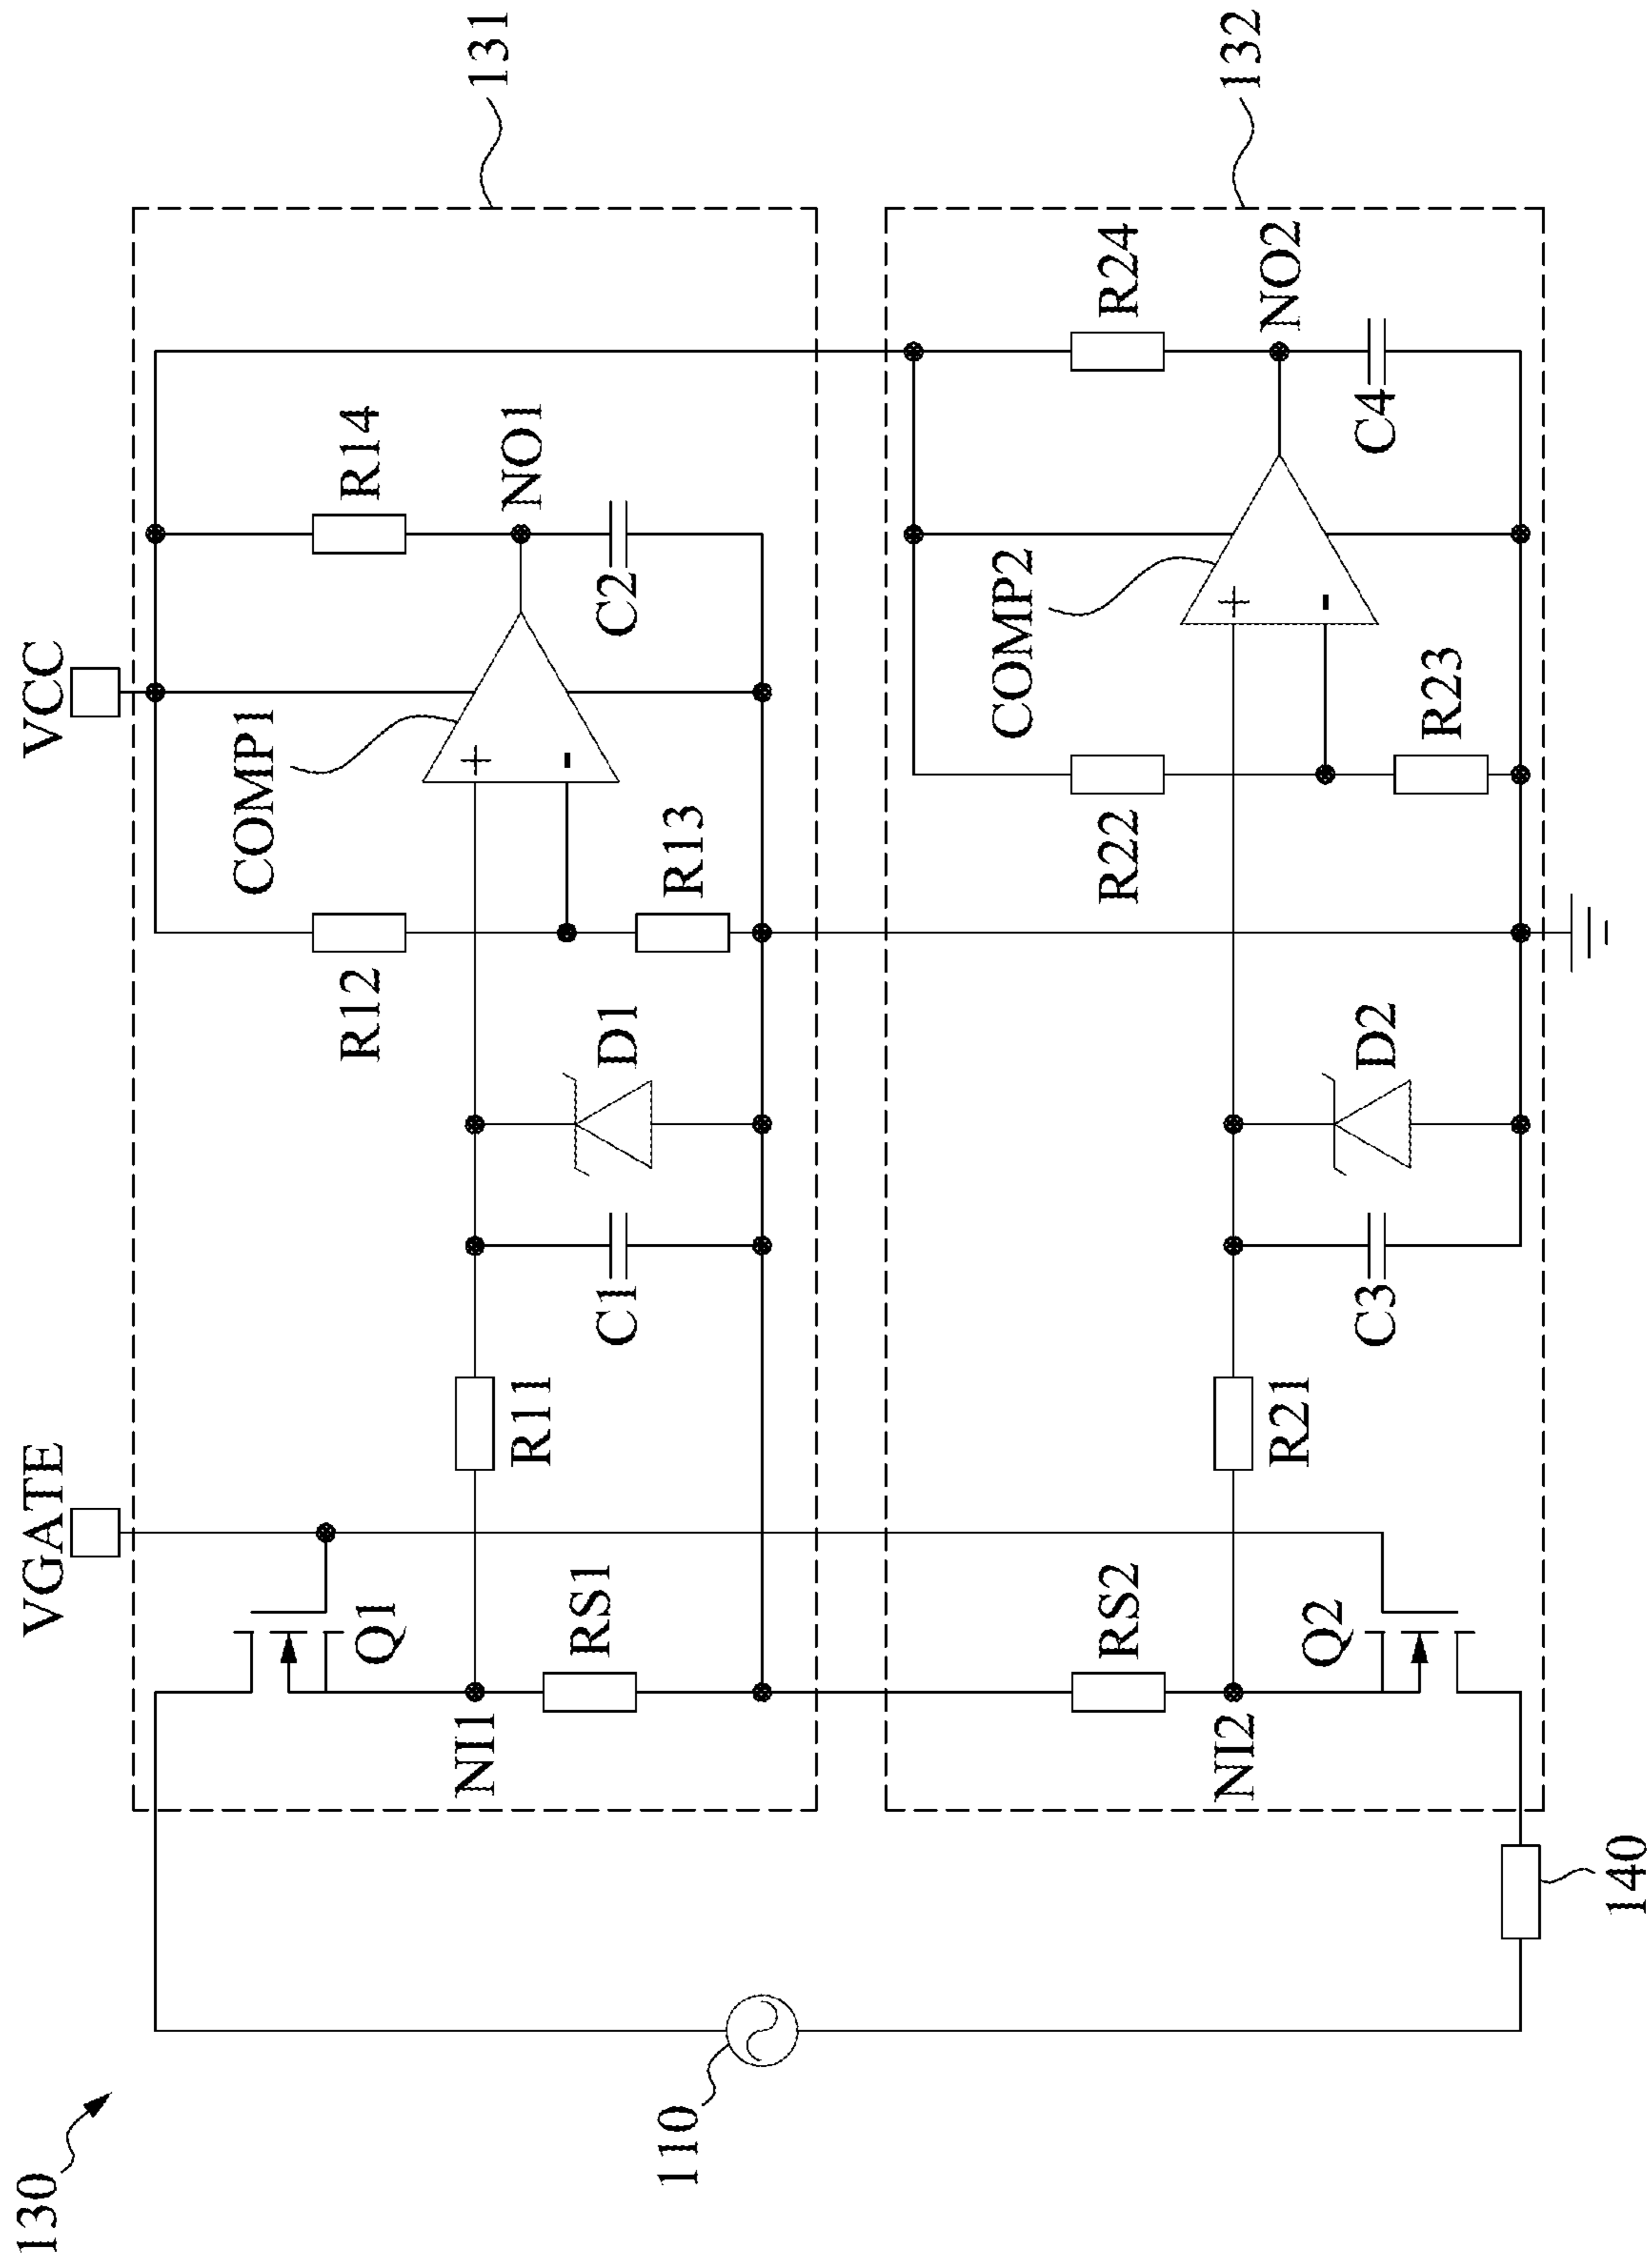 130
110
140
VGATE
VCC
131
132
Q1
NI1
RS1
R11
C1
D1
R12
R13
COMP1
+
-
R14
NO1
C2
RS2
NI2
Q2
R21
C3
D2
R22
R23
COMP2
+
-
R24
NO2
C4